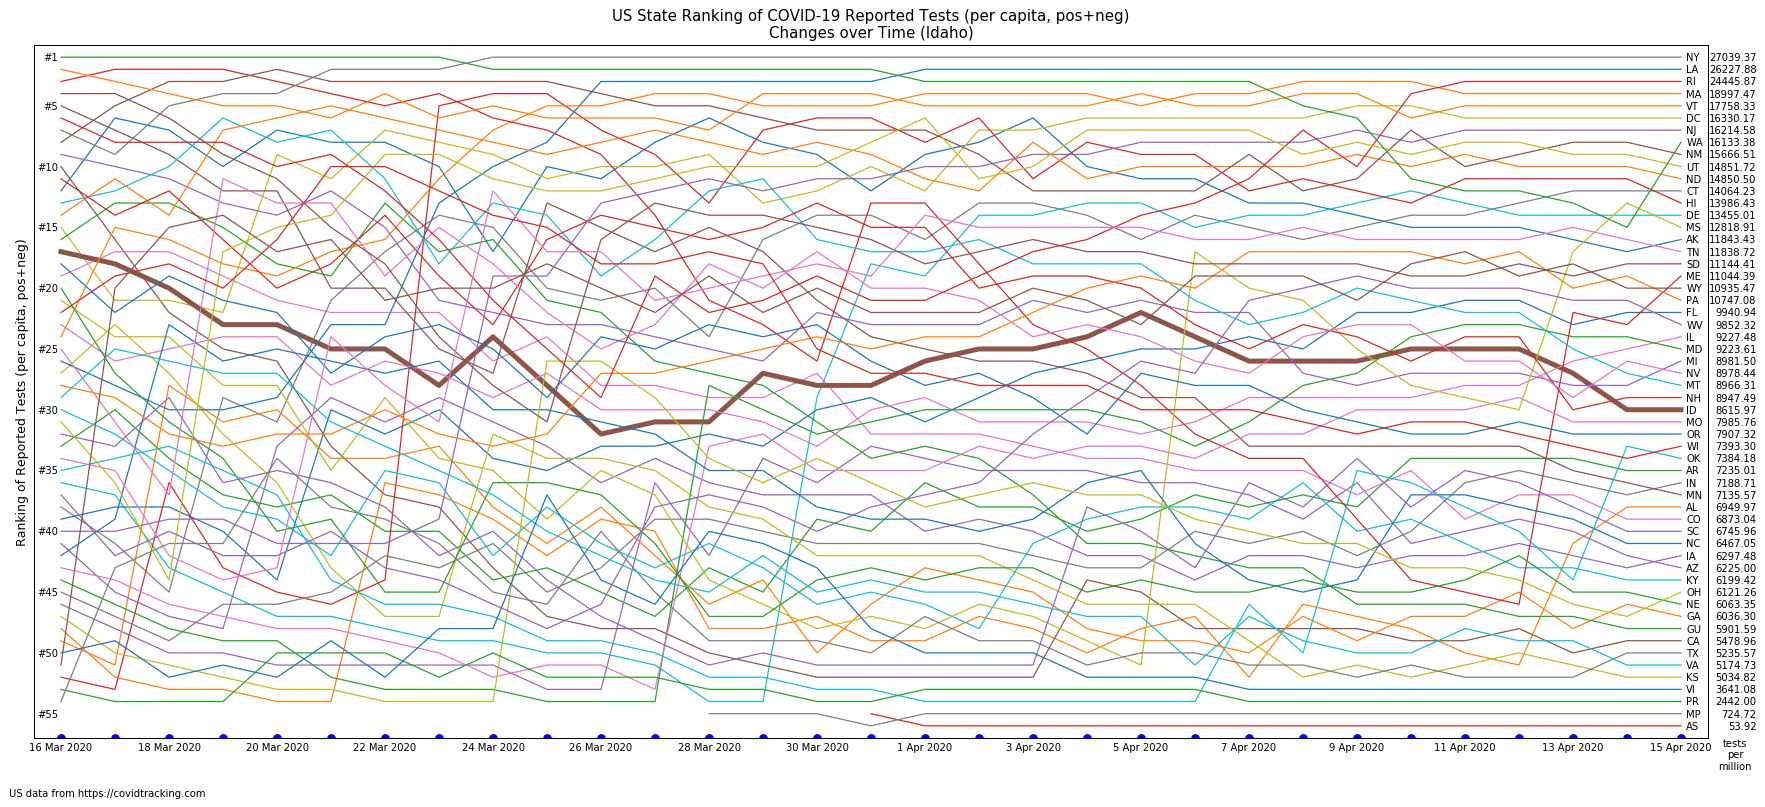 US State Ranking of COVID-19 Reported Tests (per capita, pos+neg)
Changes over Time (Idaho)
Ranking of Reported Tests (per capita, pos+neg)
#1
#5
#10
#15
#20
#25
#30
#35
#40
#45
#50
#55
NY 27039.37
LA 26227.88
RI 24445.87
MA 18997.47
VT 17758.33
DC 16330.17
NJ 16214.58
WA 16133.38
NM 15666.51
UT 14851.72
ND 14850.50
CT 14064.23
HI 13986.43
DE 13455.01
MS 12818.91
AK 11843.43
TN 11838.72
SD 11144.41
ME 11044.39
WY 10935.47
PA 10747.08
FL 9940.94
WV 9852.32
IL 9227.48
MD 9223.61
MI 8981.50
NV 8978.44
MT 8966.31
NH 8947.49
ID 8615.97
MO 7985.76
OR 7907.32
WI 7393.30
OK 7384.18
AR 7235.01
IN 7188.71
MN 7135.57
AL 6949.97
CO 6873.04
SC 6745.96
NC 6467.05
IA 6297.48
AZ 6225.00
KY 6199.42
OH 6121.26
NE 6063.35
GA 6036.30
GU 5901.59
CA 5478.96
TX 5235.57
VA 5174.73
KS 5034.82
VI 3641.08
PR 2442.00
MP 724.72
AS 53.92
16 Mar 2020 18 Mar 2020 20 Mar 2020 22 Mar 2020 24 Mar 2020 26 Mar 2020 28 Mar 2020 30 Mar 2020 1 Apr 2020 3 Apr 2020 5 Apr 2020 7 Apr 2020 9 Apr 2020 11 Apr 2020 13 Apr 2020 15 Apr 2020
tests
per
million
US data from https://covidtracking.com